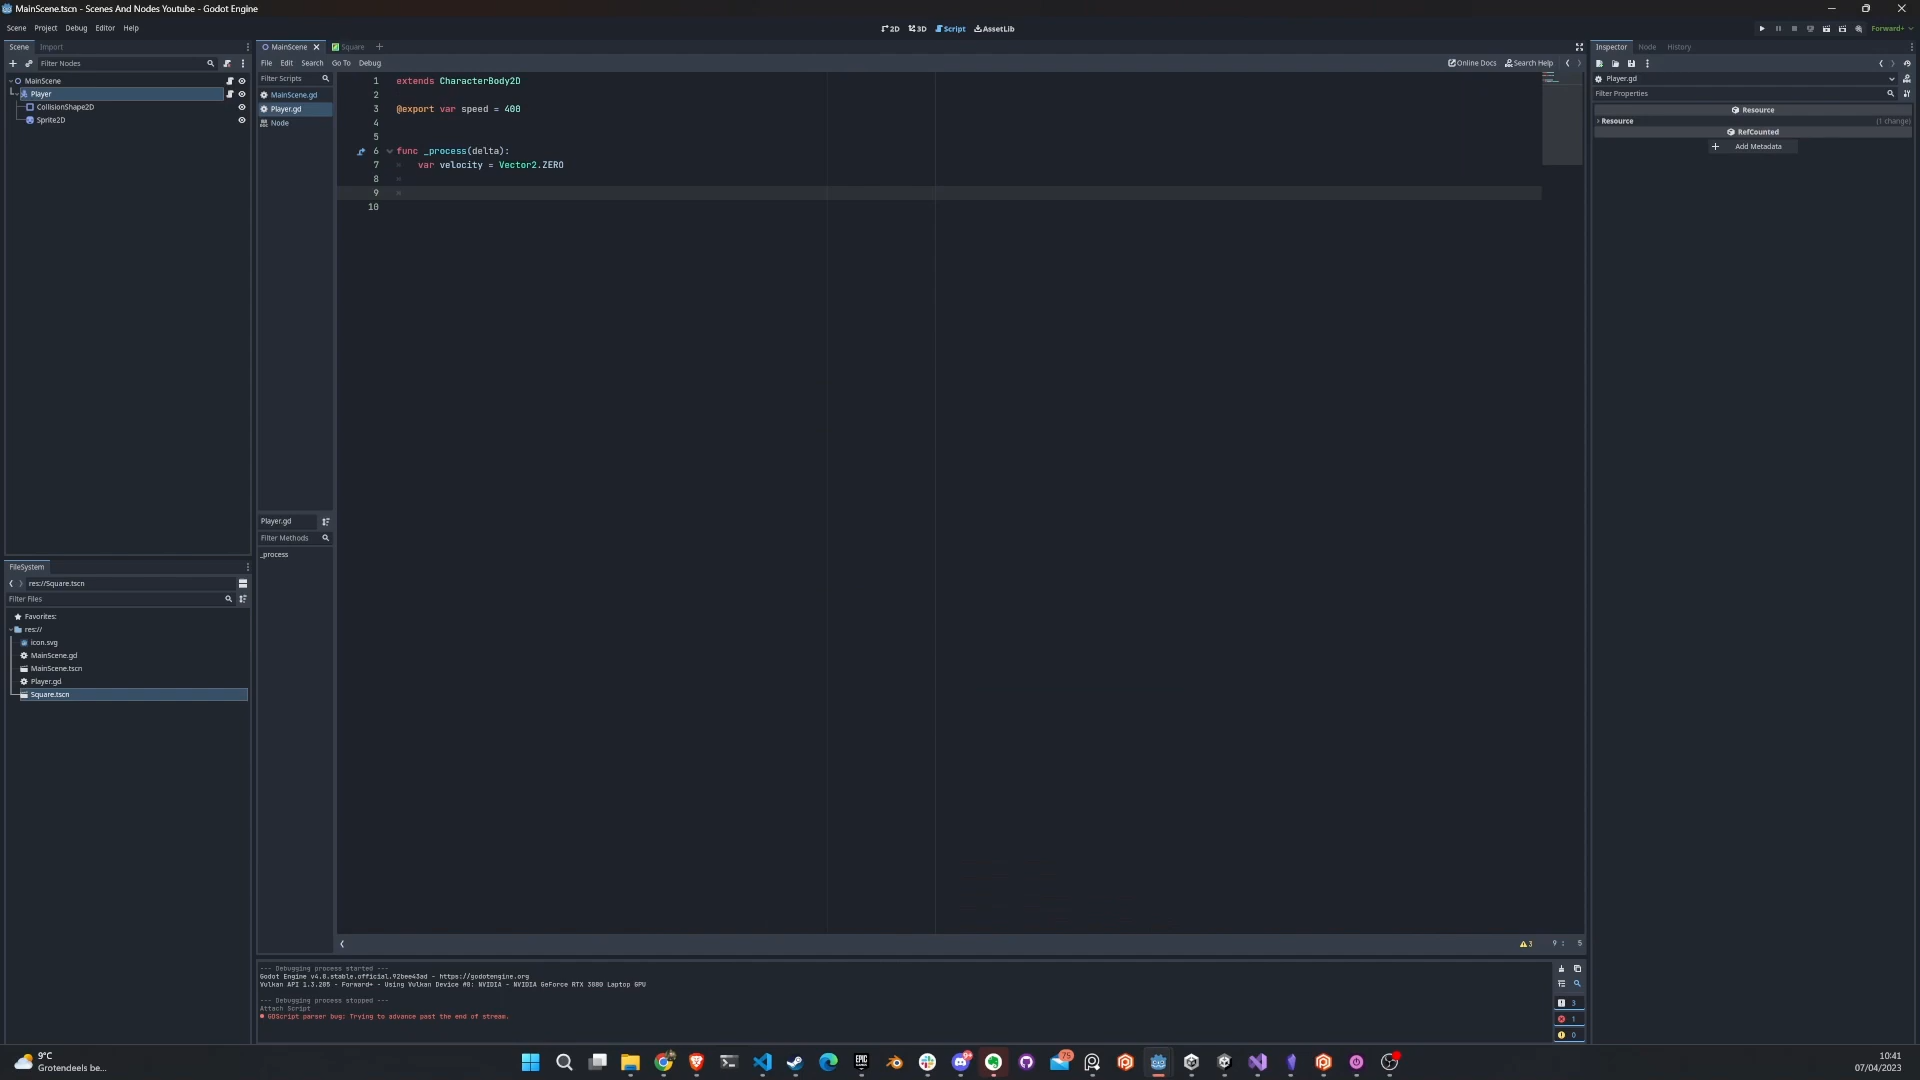 MainScene.tscn - Scenes And Nodes Youtube - Godot Engine
Scene Project Debug Editor Help
2D 3D Script AssetLib
Forward+
Scene Import
MainScene Square
Inspector Node History
Filter Nodes
File Edit Search Go To Debug
Online Docs Search Help
MainScene
Player
CollisionShape2D
Sprite2D
Filter Scripts
MainScene.gd
Player.gd
Node
1 extends CharacterBody2D
2
3 @export var speed = 400
4
5
6 func _process(delta):
7 var velocity = Vector2.ZERO
8
9
10
Player.gd
Filter Properties
Resource
Resource (1 change)
RefCounted
Add Metadata
Player.gd
Filter Methods
_process
FileSystem
res://Square.tscn
Filter Files
Favorites:
res://
icon.svg
MainScene.gd
MainScene.tscn
Player.gd
Square.tscn
3 9 : 5
--- Debugging process started ---
Godot Engine v4.0.stable.official.92bee43ad - https://godotengine.org
Vulkan API 1.3.205 - Forward+ - Using Vulkan Device #0: NVIDIA - NVIDIA GeForce RTX 3080 Laptop GPU
--- Debugging process stopped ---
Attach Script
GDScript parser bug: Trying to advance past the end of stream.
3
1
0
9°C
Grotendeels be...
EPIC
75
10:41
07/04/2023